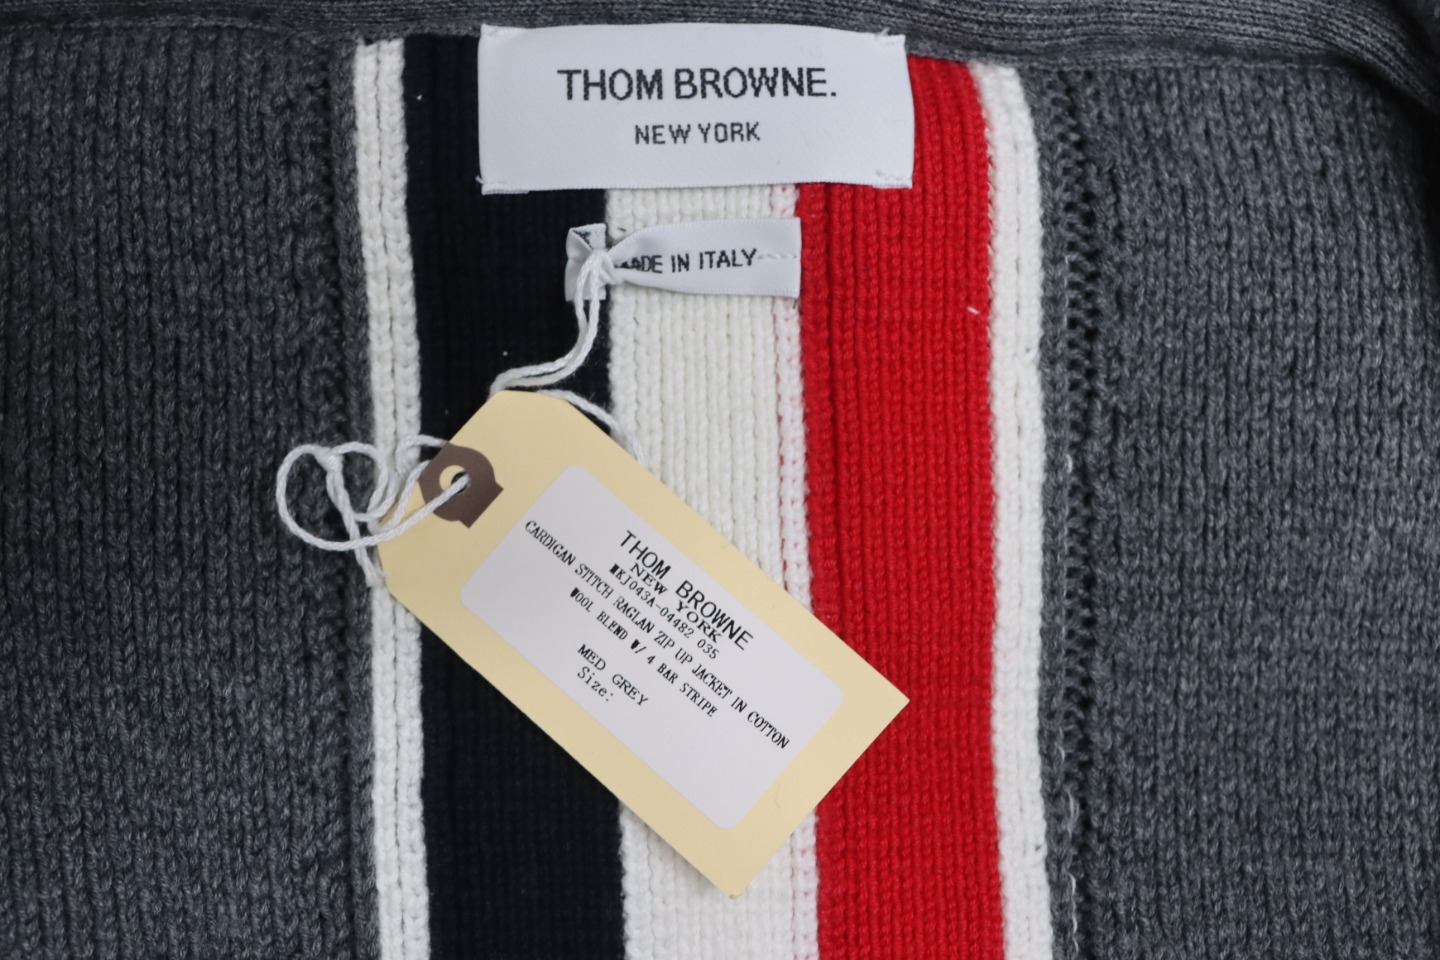 THOM BROWNE.
NEW YORK
MADE IN ITALY
THOM BROWNE
NEW YORK
MKJ043A-04482 035
CARDIGAN STITCH RAGLAN ZIP UP JACKET IN COTTON
WOOL BLEND W/ 4 BAR STRIPE
MED GREY
Size: